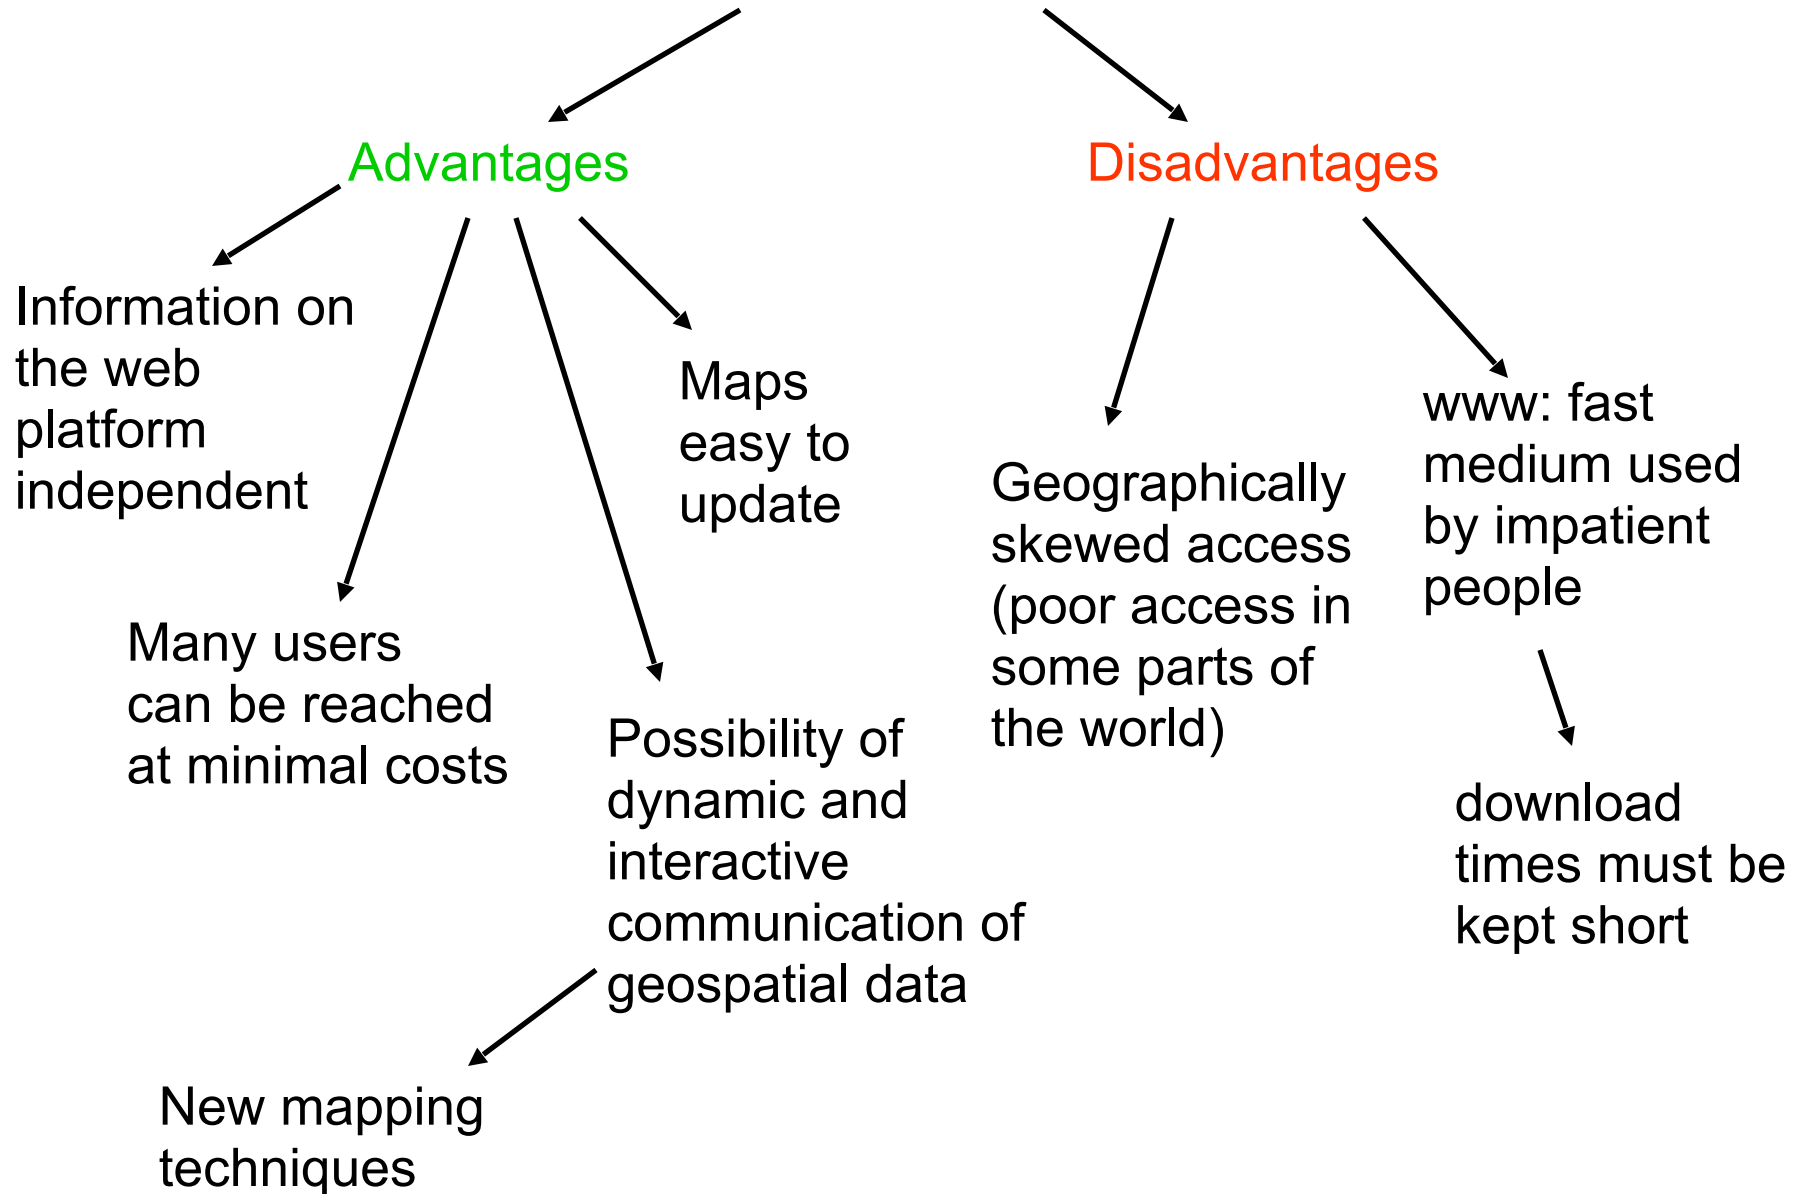 Advantages
Disadvantages
Information on
the web
platform
independent
Many users
can be reached
at minimal costs
Possibility of
dynamic and
interactive
communication of
geospatial data
New mapping
techniques
Maps
easy to
update
Geographically
skewed access
(poor access in
some parts of
the world)
www: fast
medium used
by impatient
people
download
times must be
kept short